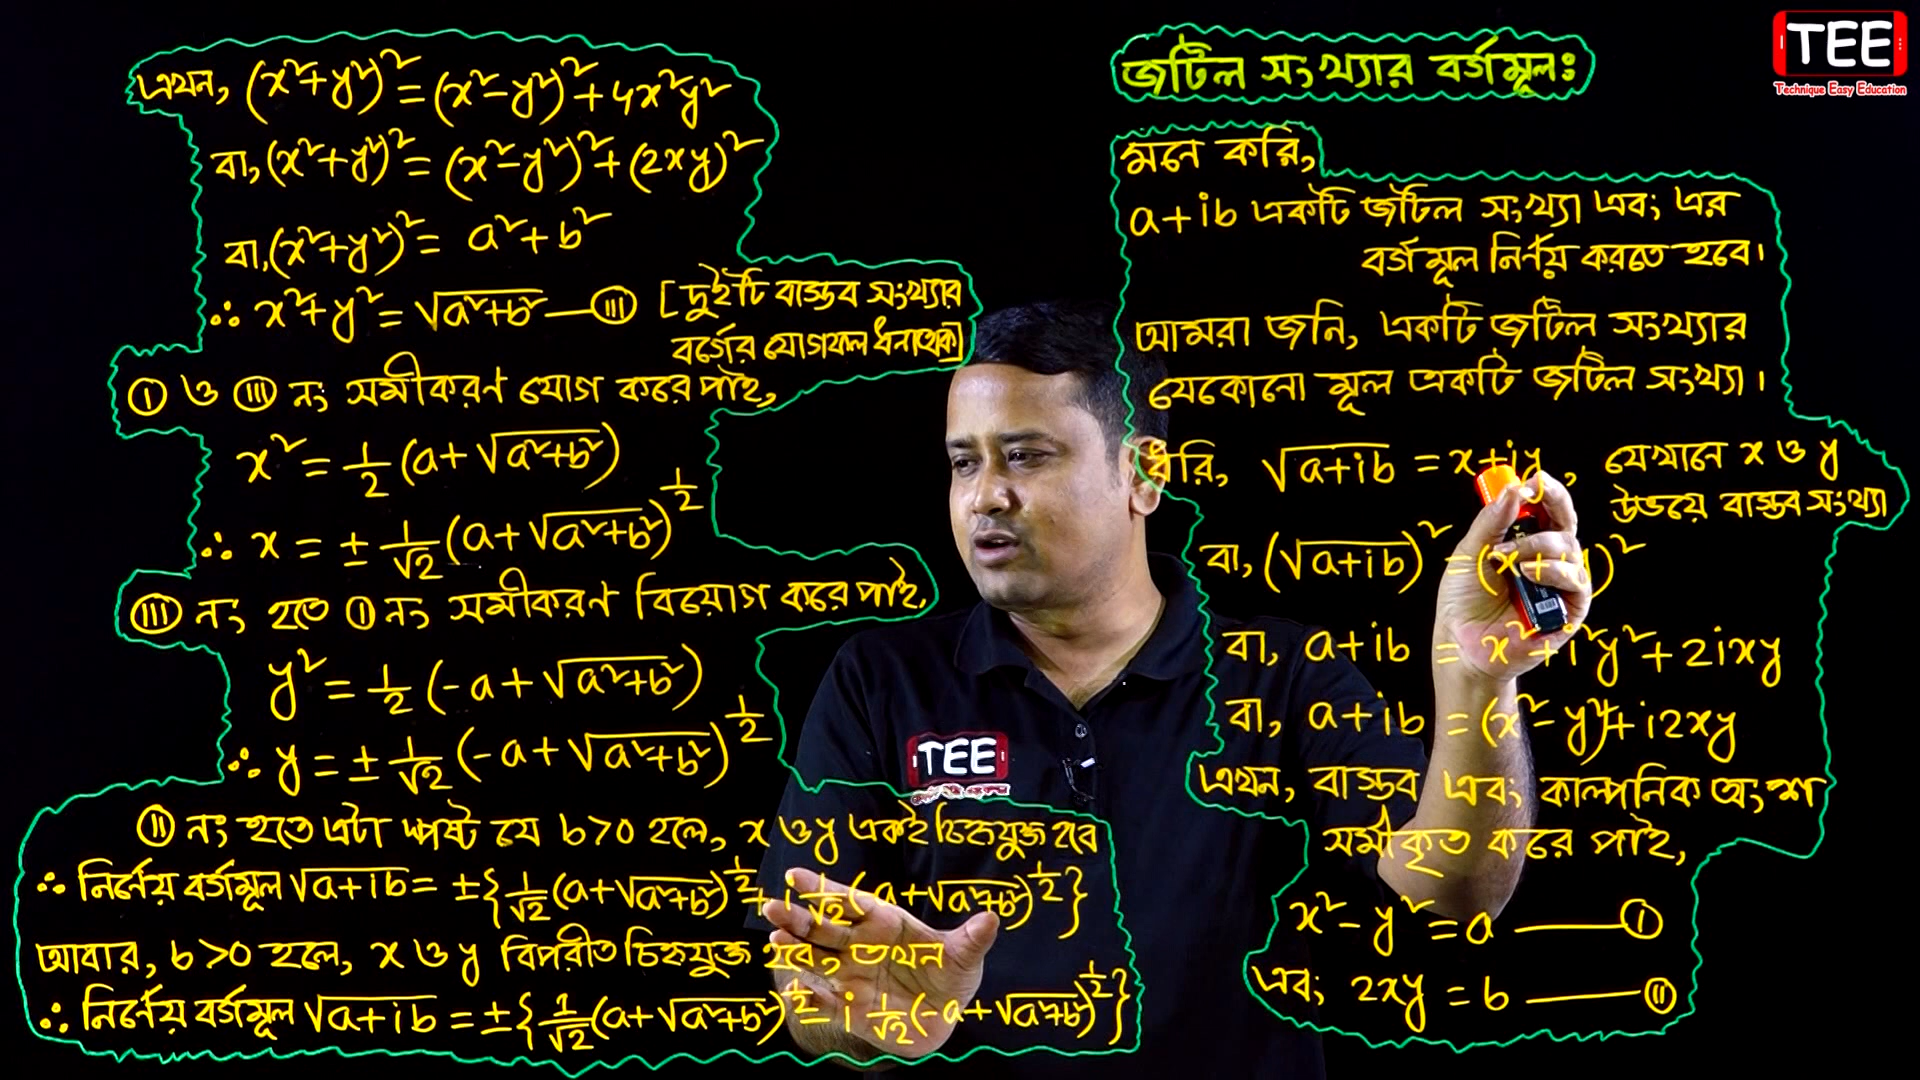 জটিল সংখ্যার বর্গমূলঃ
মনে করি,
a+ib একটি জটিল সংখ্যা এবং এর
বর্গমূল নির্ণয় করতে হবে।
আমরা জনি, একটি জটিল সংখ্যার
যেকোনো মূল একটি জটিল সংখ্যা।
ধরি, √(a+ib) = x+iy, যেখানে x ও y
উভয়ে বাস্তব সংখ্যা
বা, (√(a+ib))² = (x+iy)²
বা, a+ib = x²+i²y²+2ixy
বা, a+ib = (x²-y²)+i2xy
এখন, বাস্তব এবং কাল্পনিক অংশ
সমীকৃত করে পাই,
x²-y² = a —— Ⓘ
এবং 2xy = b —— ⓘⓘ
এখন, (x²+y²)² = (x²-y²)²+4x²y²
বা, (x²+y²)² = (x²-y²)²+(2xy)²
বা, (x²+y²)² = a²+b²
∴ x²+y² = √(a²+b²) — (III) [দুইটি বাস্তব সংখ্যার
বর্গের যোগফল ধনাত্মক]
(I) ও (III) নং সমীকরণ যোগ করে পাই,
x² = 1/2 (a+√(a²+b²))
∴ x = ± 1/√2 (a+√(a²+b²))^1/2
(III) নং হতে (I) নং সমীকরণ বিয়োগ করে পাই,
y² = 1/2 (-a+√(a²+b²))
∴ y = ± 1/√2 (-a+√(a²+b²))^1/2
(II) নং হতে এটা স্পষ্ট যে b>0 হলে, x ও y একই চিহ্নযুক্ত হবে
∴ নির্ণেয় বর্গমূল √(a+ib) = ±{1/√2 (a+√(a²+b²))^1/2 + i 1/√2 (a+√(a²+b²))^1/2}
আবার, b>0 হলে, x ও y বিপরীত চিহ্নযুক্ত হবে, তখন
∴ নির্ণেয় বর্গমূল √(a+ib) = ±{1/√2 (a+√(a²+b²))^1/2 - i 1/√2 (-a+√(a²+b²))^1/2}
TEE
Technique Easy Education
TEE